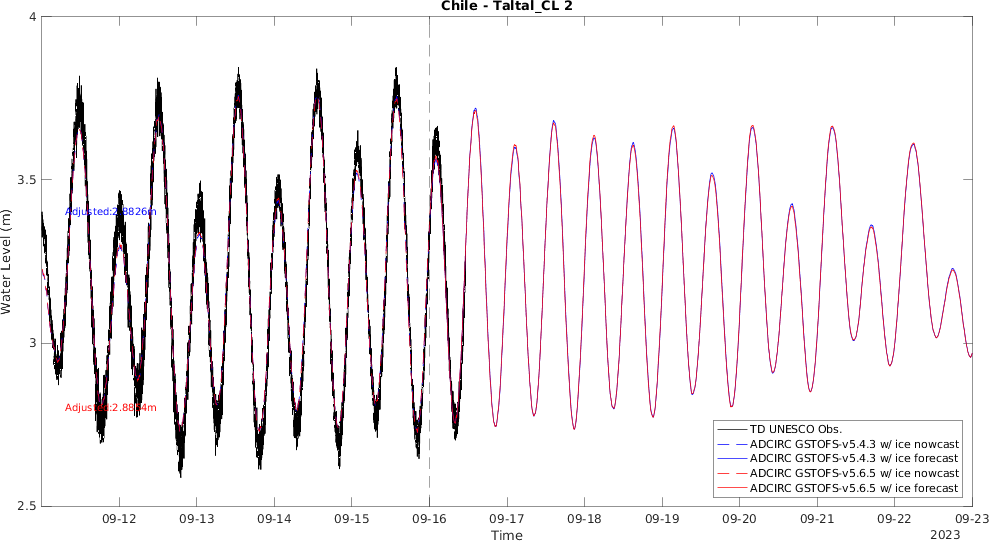 Chile - Taltal_CL 2
4
3.5
3
2.5
Water Level (m)
Adjusted:2.8826m
09-12
09-13
09-14
09-15
09-16
09-17
09-18
09-19
09-20
09-21
09-22
09-23
Time
2023
TD UNESCO Obs.
ADCIRC GSTOFS-v5.4.3 w/ ice nowcast
ADCIRC GSTOFS-v5.4.3 w/ ice forecast
ADCIRC GSTOFS-v5.6.5 w/ ice nowcast
ADCIRC GSTOFS-v5.6.5 w/ ice forecast